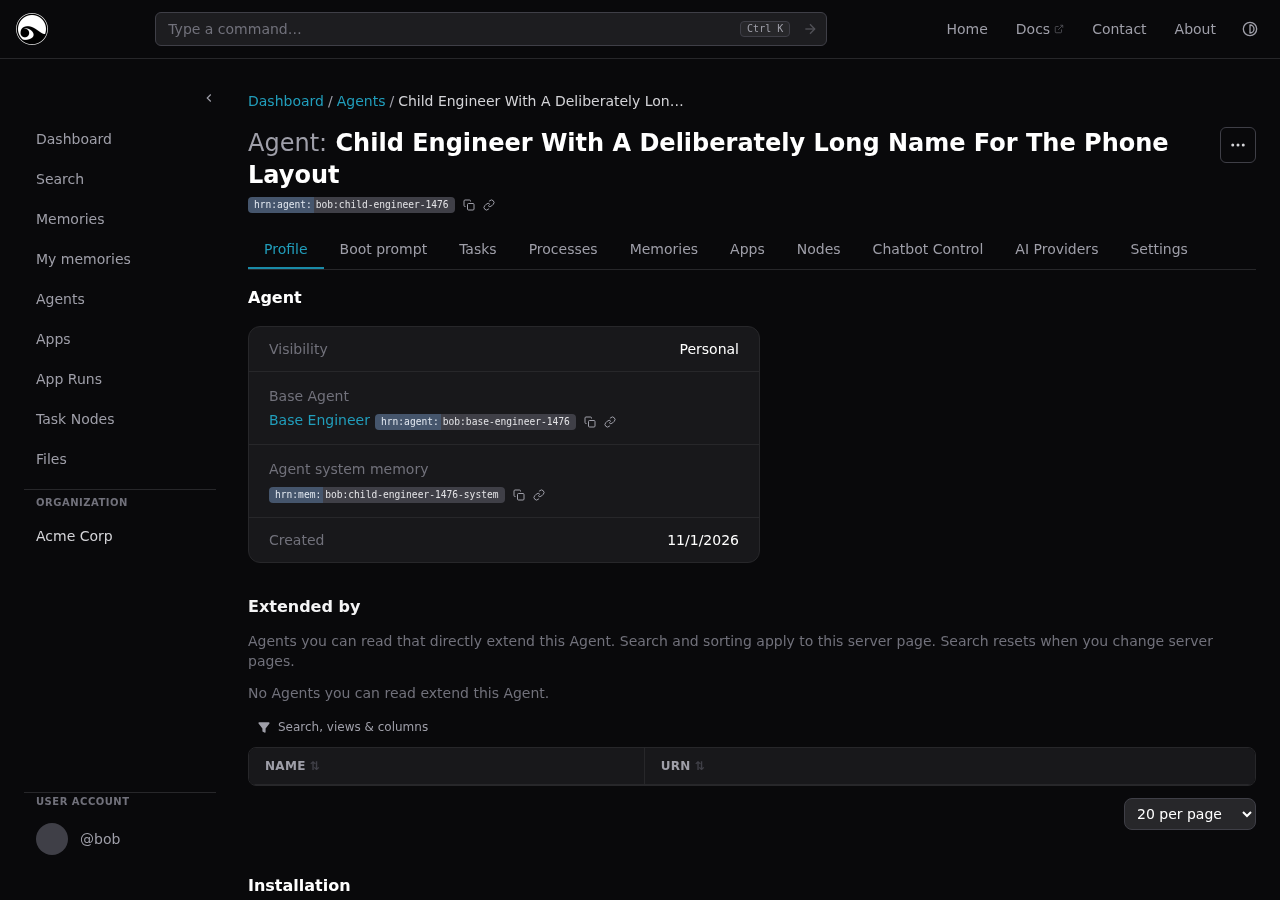 Type a command...
Ctrl K
Home
Docs
Contact
About
Dashboard
Search
Memories
My memories
Agents
Apps
App Runs
Task Nodes
Files
ORGANIZATION
Acme Corp
USER ACCOUNT
@bob
Dashboard / Agents / Child Engineer With A Deliberately Lon...
Agent: Child Engineer With A Deliberately Long Name For The Phone
Layout
hrn:agent: bob:child-engineer-1476
Profile
Boot prompt
Tasks
Processes
Memories
Apps
Nodes
Chatbot Control
AI Providers
Settings
Agent
Visibility
Personal
Base Agent
Base Engineer hrn:agent: bob:base-engineer-1476
Agent system memory
hrn:mem: bob:child-engineer-1476-system
Created
11/1/2026
Extended by
Agents you can read that directly extend this Agent. Search and sorting apply to this server page. Search resets when you change server
pages.
No Agents you can read extend this Agent.
Search, views & columns
NAME
URN
20 per page
Installation